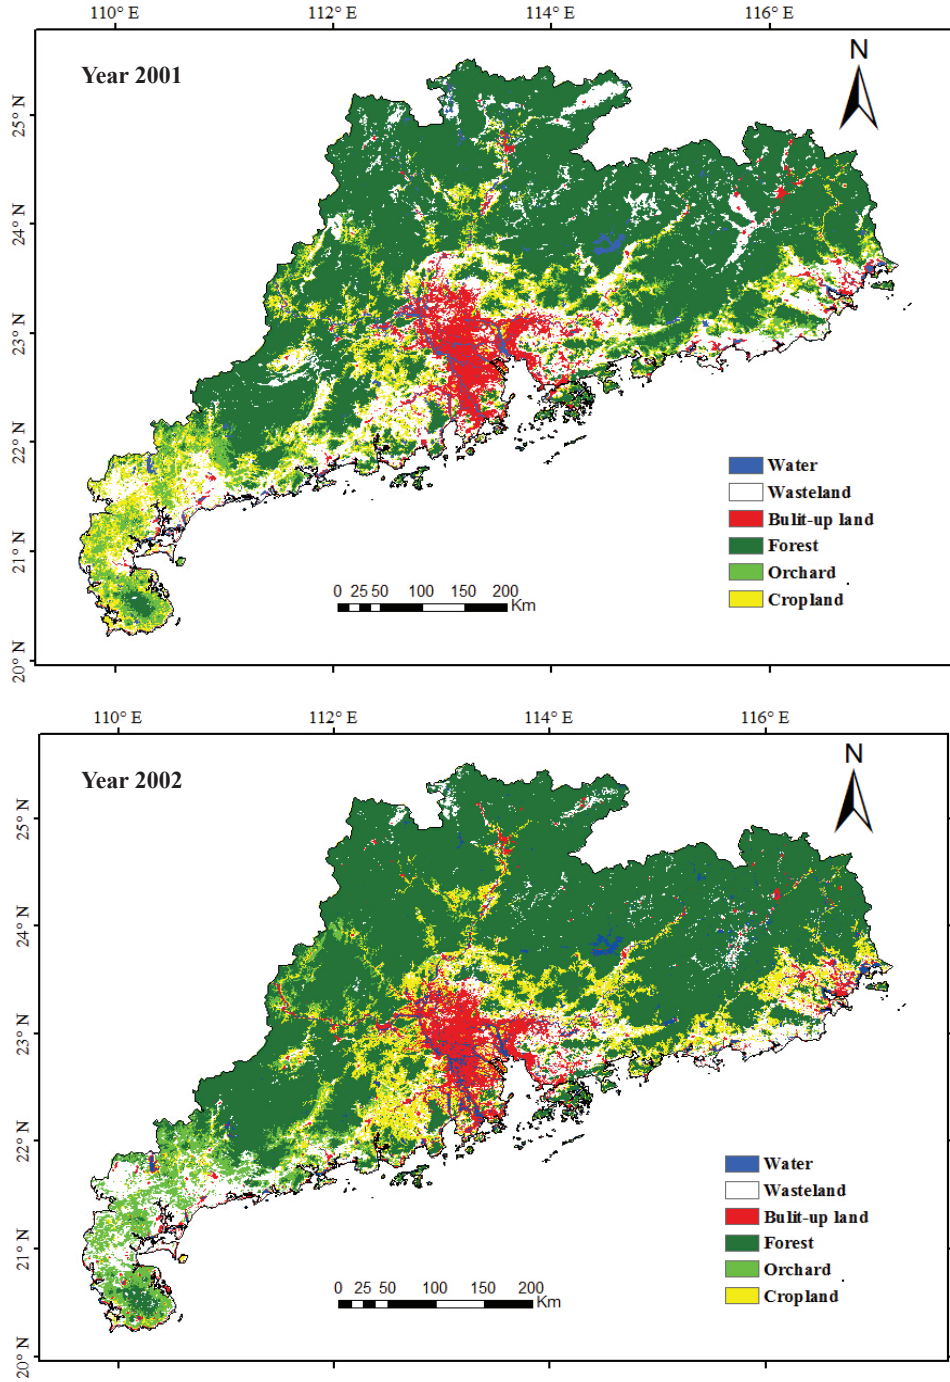 110° E 112° E 114° E 116° E
Year 2001
N
25° N
24° N
23° N
22° N
21° N
20° N
Water
Wasteland
Bulit-up land
Forest
Orchard
Cropland
0 25 50 100 150 200
Km
110° E 112° E 114° E 116° E
Year 2002
N
25° N
24° N
23° N
22° N
21° N
20° N
Water
Wasteland
Bulit-up land
Forest
Orchard
Cropland
0 25 50 100 150 200
Km